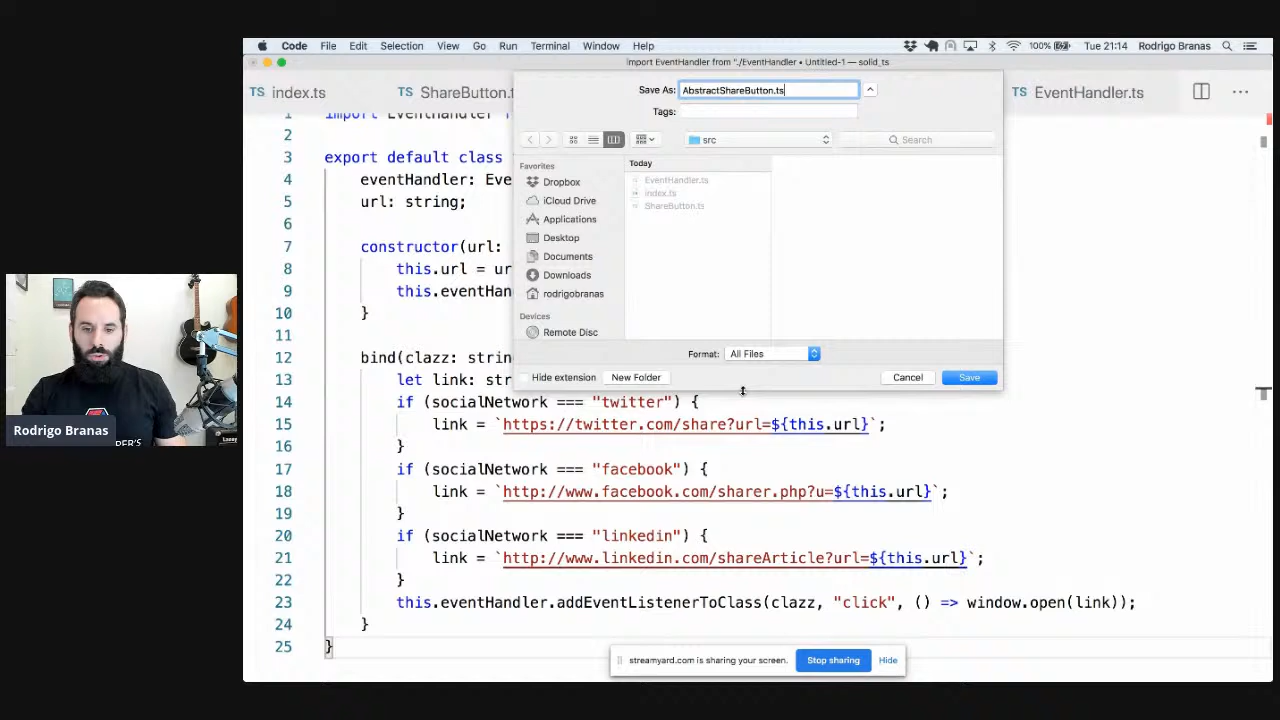 Code File Edit Selection View Go Run Terminal Window Help 100% Tue 21:14 Rodrigo Branas
import EventHandler from "./EventHandler • Untitled-1 — solid_ts
TS index.ts TS ShareButton.t TS EventHandler.ts
Save As: AbstractShareButton.ts
Tags:
src Search
Favorites
Dropbox
iCloud Drive
Applications
Desktop
Documents
Downloads
rodrigobranas
Devices
Remote Disc
Today
EventHandler.ts
index.ts
ShareButton.ts
Format: All Files
Hide extension New Folder Cancel Save
1 import EventHandler
2
3 export default class
4 eventHandler: Eve
5 url: string;
6
7 constructor(url:
8 this.url = ur
9 this.eventHan
10 }
11
12 bind(clazz: strin
13 let link: str
14 if (socialNetwork === "twitter") {
15 link = `https://twitter.com/share?url=${this.url}`;
16 }
17 if (socialNetwork === "facebook") {
18 link = `http://www.facebook.com/sharer.php?u=${this.url}`;
19 }
20 if (socialNetwork === "linkedin") {
21 link = `http://www.linkedin.com/shareArticle?url=${this.url}`;
22 }
23 this.eventHandler.addEventListenerToClass(clazz, "click", () => window.open(link));
24 }
25 }
Rodrigo Branas
streamyard.com is sharing your screen. Stop sharing Hide